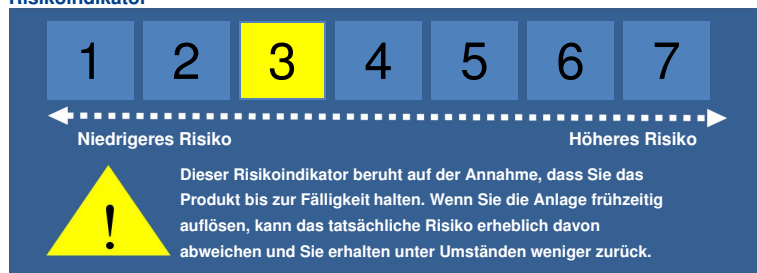 Risikoindikator
1 2 3 4 5 6 7
Niedrigeres Risiko Höheres Risiko
Dieser Risikoindikator beruht auf der Annahme, dass Sie das
Produkt bis zur Fälligkeit halten. Wenn Sie die Anlage frühzeitig
auflösen, kann das tatsächliche Risiko erheblich davon
! abweichen und Sie erhalten unter Umständen weniger zurück.